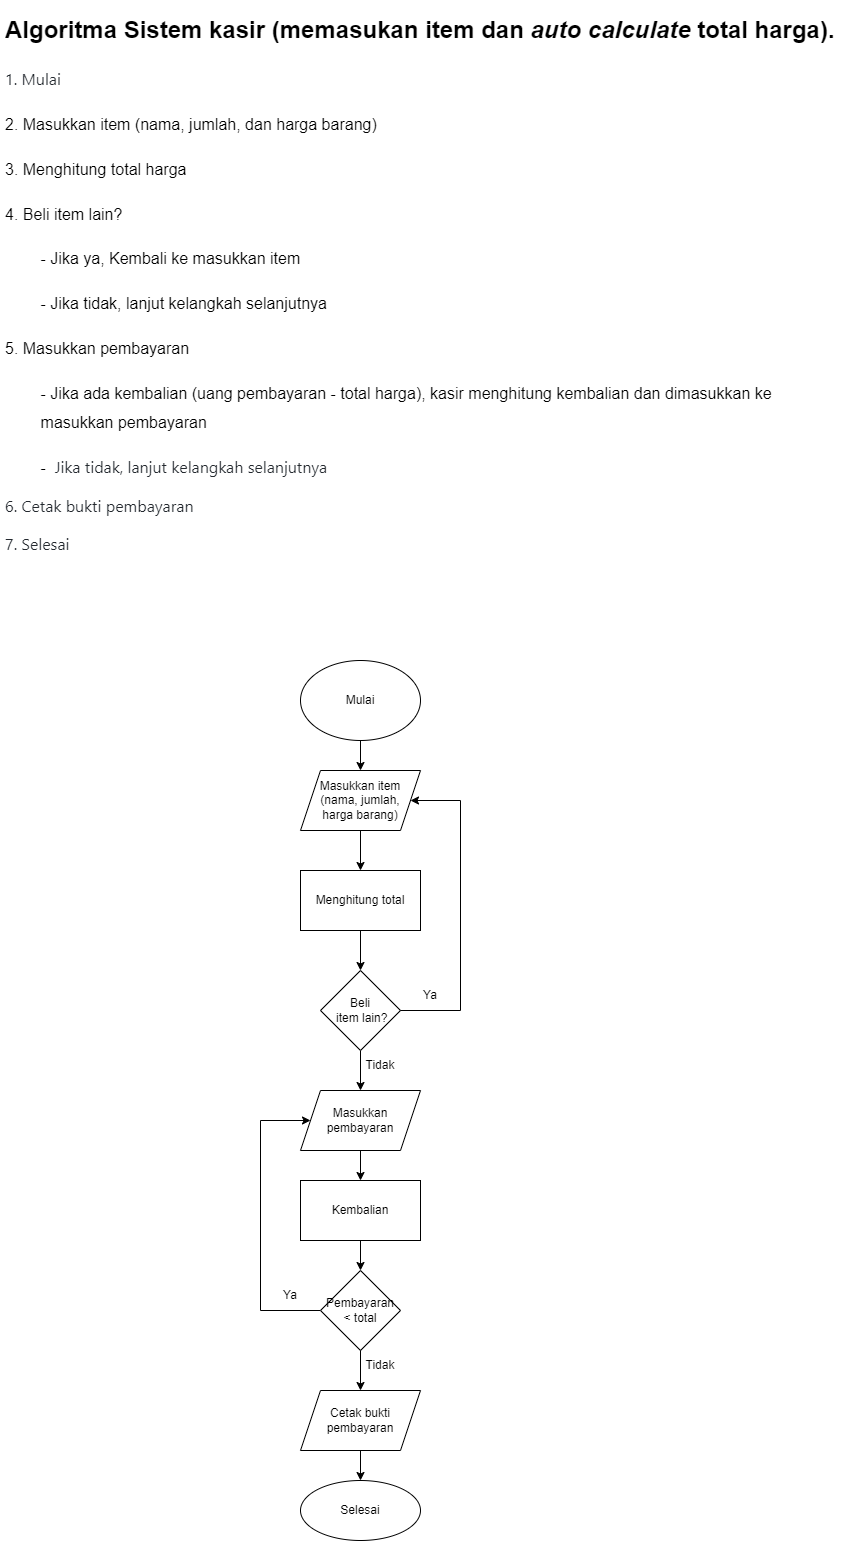 Algoritma Sistem kasir (memasukan item dan auto calculate total harga).
1. Mulai
2. Masukkan item (nama, jumlah, dan harga barang)
3. Menghitung total harga
4. Beli item lain?
- Jika ya, Kembali ke masukkan item
- Jika tidak, lanjut kelangkah selanjutnya
5. Masukkan pembayaran
- Jika ada kembalian (uang pembayaran - total harga), kasir menghitung kembalian dan dimasukkan ke
masukkan pembayaran
- Jika tidak, lanjut kelangkah selanjutnya
6. Cetak bukti pembayaran
7. Selesai
Mulai
Masukkan item
(nama, jumlah,
harga barang)
Menghitung total
Beli
item lain?
Ya
Tidak
Masukkan
pembayaran
Kembalian
Pembayaran
< total
Ya
Tidak
Cetak bukti
pembayaran
Selesai